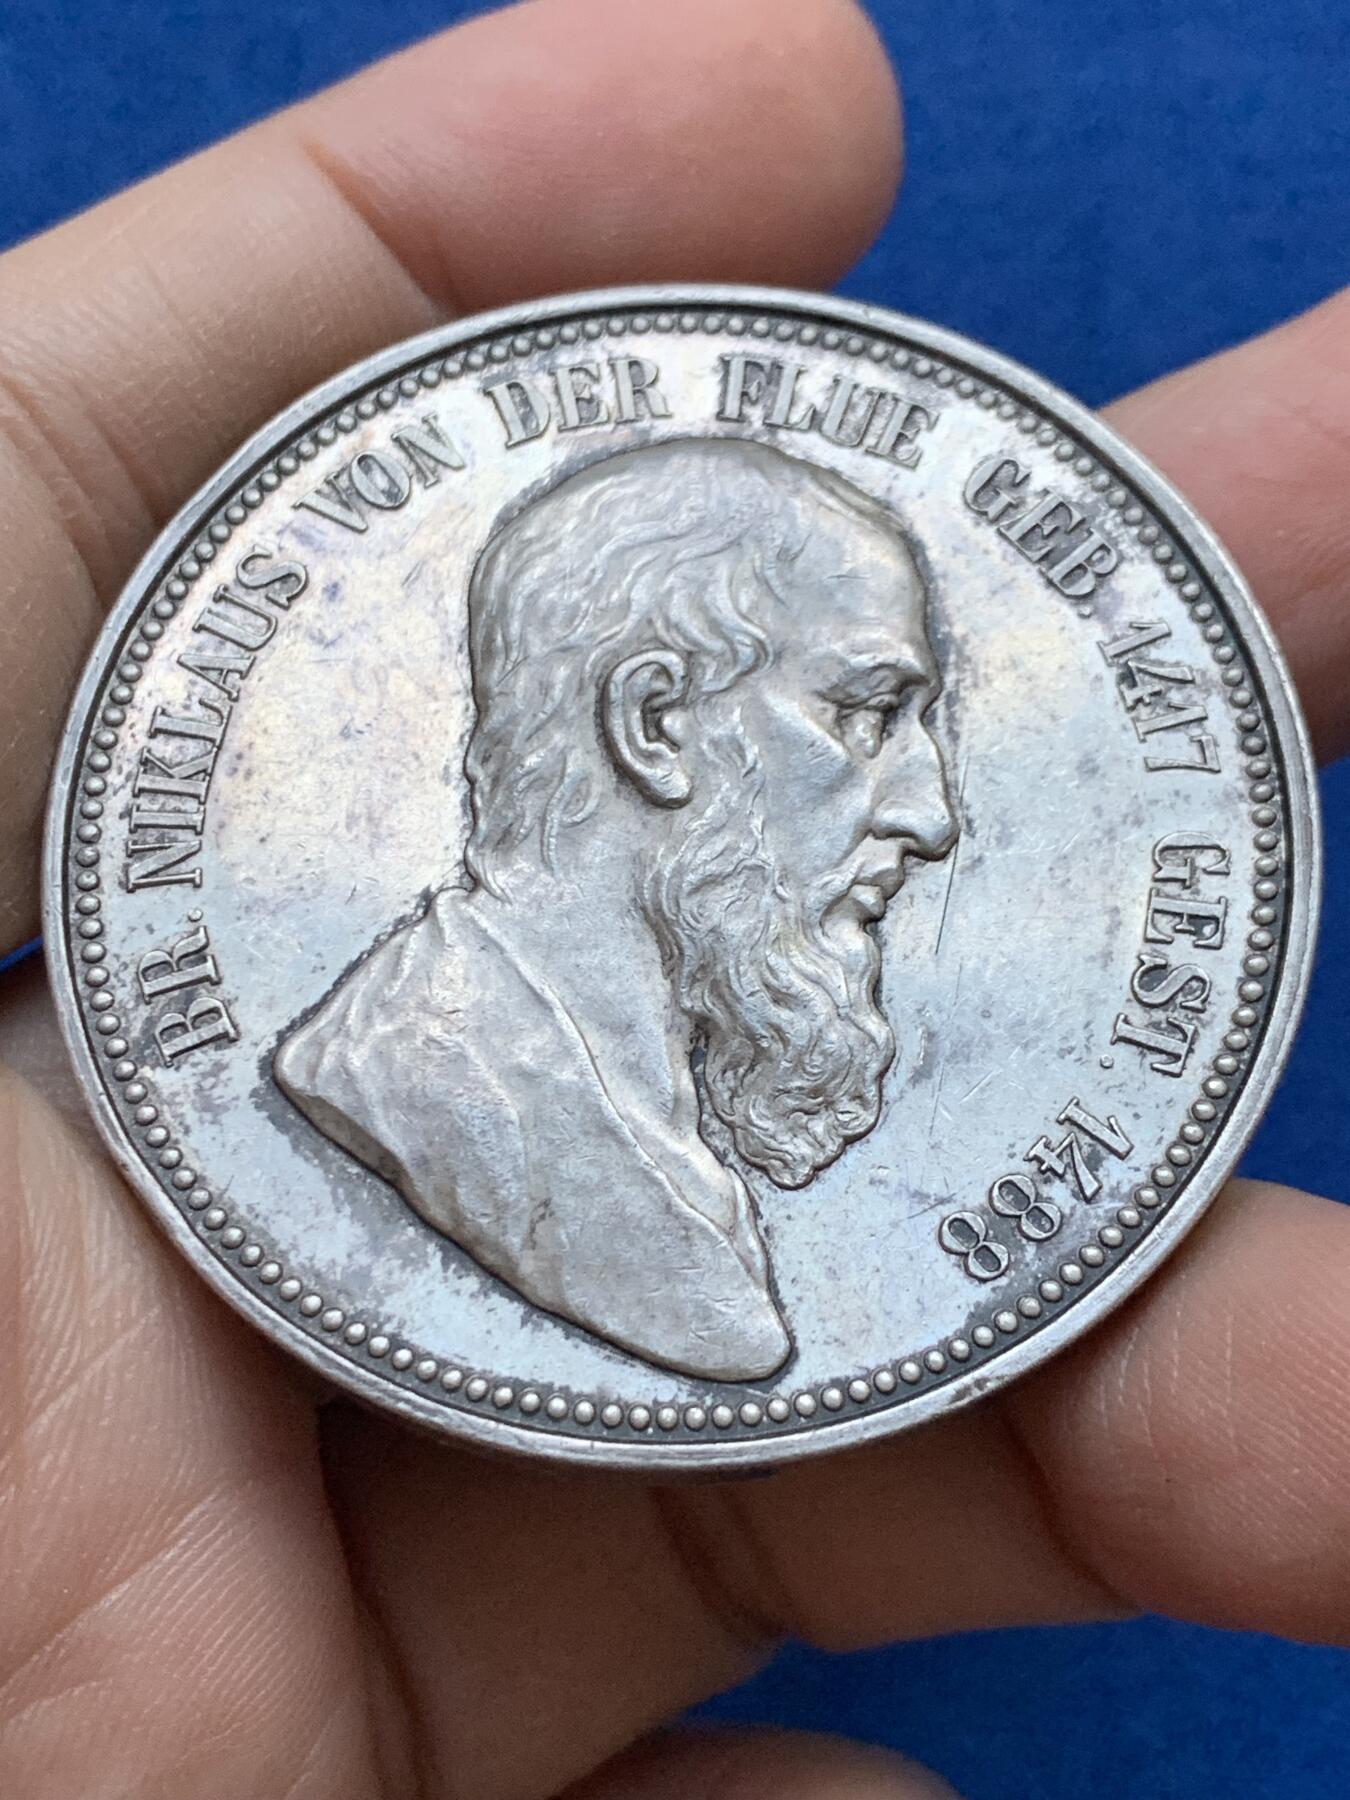 BR. NIKLAUS VON DER FLUE GEB. 1417 GEST. 1488